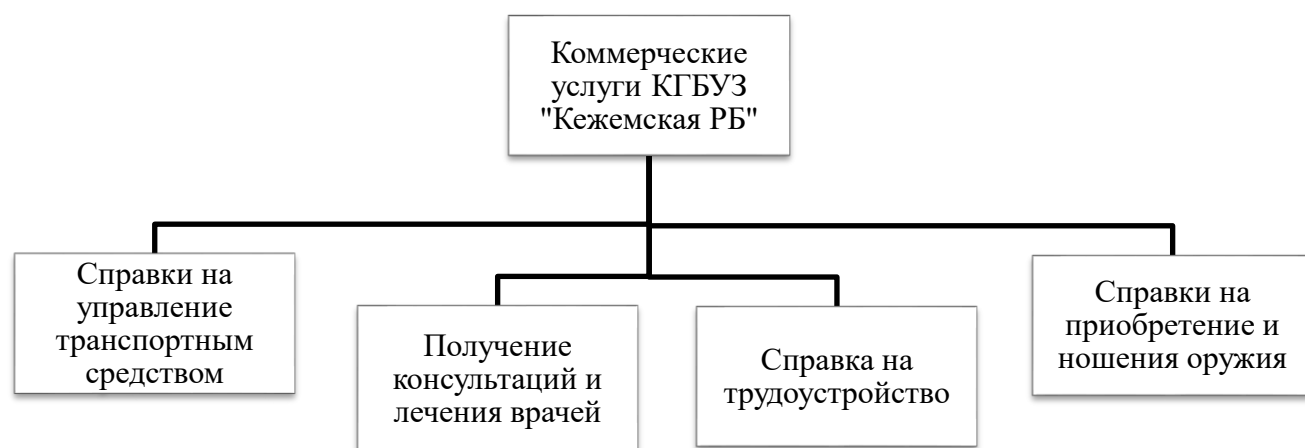 Коммерческие
услуги КГБУЗ
"Кежемская РБ"
Справки на
управление
транспортным
средством
Получение
консультаций и
лечения врачей
Справка на
трудоустройство
Справки на
приобретение и
ношения оружия